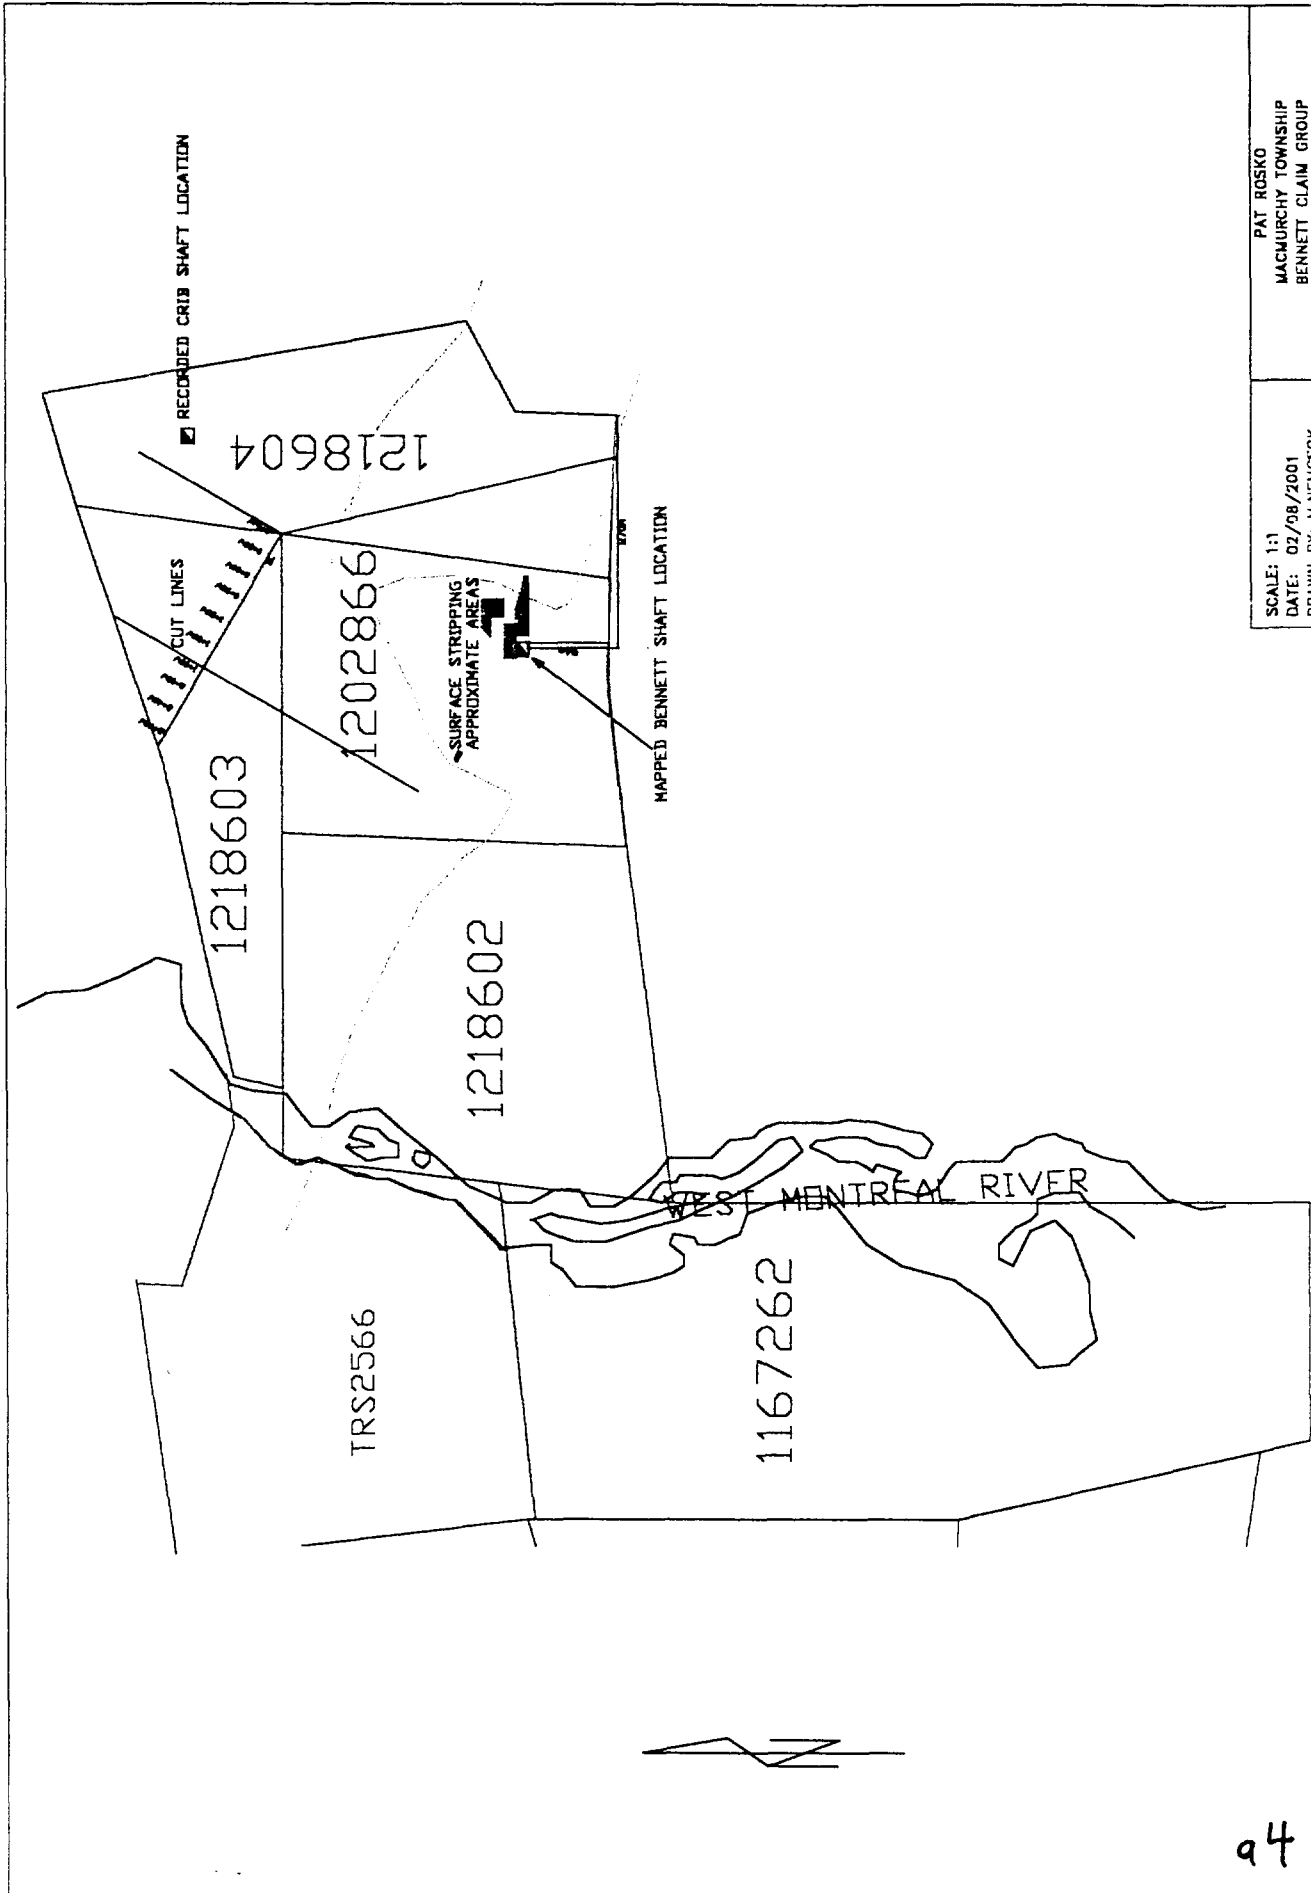 RECORDED CRIB SHAFT LOCATION
1218604
CUT LINES
1218603
1202866
SURFACE STRIPPING
APPROXIMATE AREAS
MAPPED BENNETT SHAFT LOCATION
1218602
WEST MONTREAL RIVER
TRS2566
1167262
PAT ROSKO
MACMURCHY TOWNSHIP
BENNETT CLAIM GROUP
SCALE: 1:1
DATE: 02/08/2001
a4